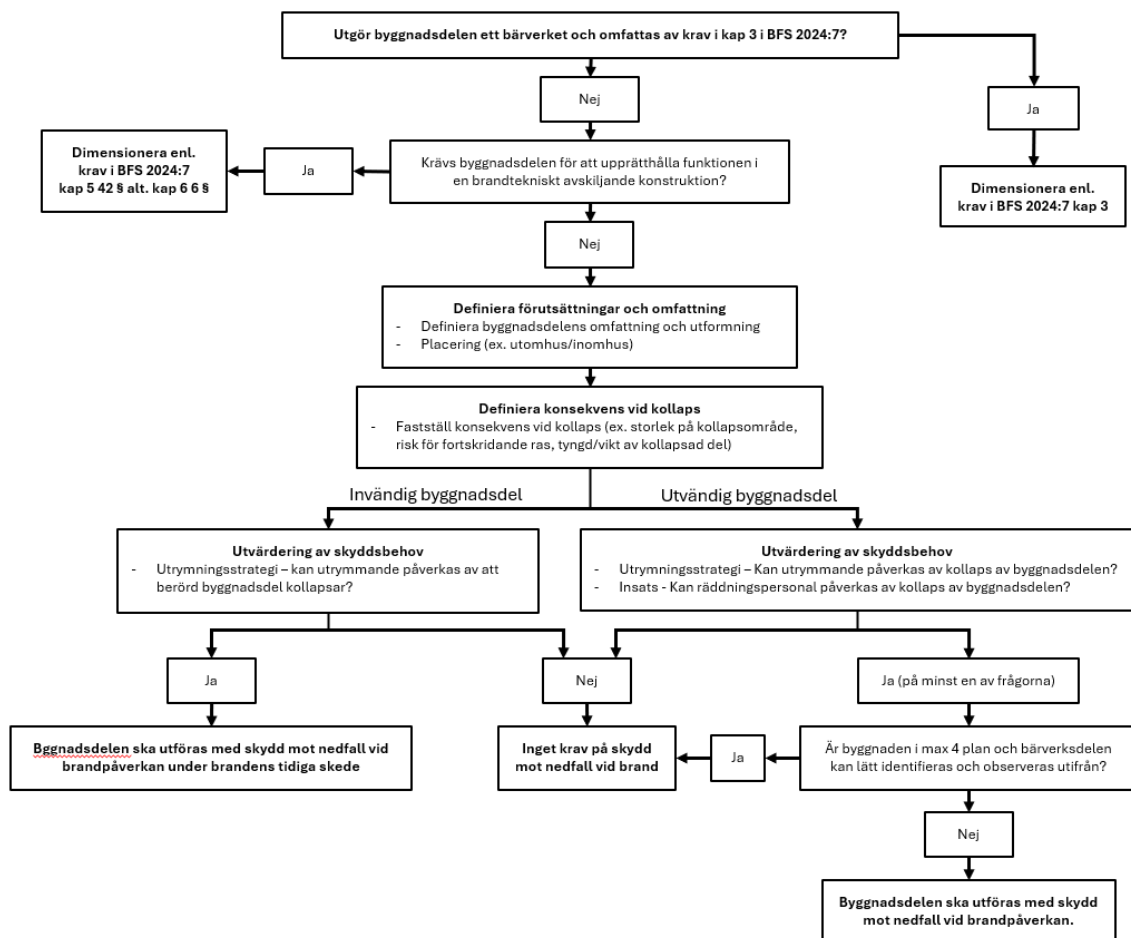 Utgör byggnadsdelen ett bärverket och omfattas av krav i kap 3 i BFS 2024:7?
Nej
Ja
Dimensionera enl.
krav i BFS 2024:7
kap 5 42 § alt. kap 6 6 §
Ja
Krävs byggnadsdelen för att upprätthålla funktionen i
en brandtekniskt avskiljande konstruktion?
Dimensionera enl.
krav i BFS 2024:7 kap 3
Nej
Definiera förutsättningar och omfattning
- Definiera byggnadsdelens omfattning och utformning
- Placering (ex. utomhus/inomhus)
Definiera konsekvens vid kollaps
- Fastställ konsekvens vid kollaps (ex. storlek på kollapsområde,
risk för fortskridande ras, tyngd/vikt av kollapsad del)
Invändig byggnadsdel
Utvändig byggnadsdel
Utvärdering av skyddsbehov
- Utrymningsstrategi – kan utrymmande påverkas av att
berörd byggnadsdel kollapsar?
Utvärdering av skyddsbehov
- Utrymningsstrategi – Kan utrymmande påverkas av kollaps av byggnadsdelen?
- Insats - Kan räddningspersonal påverkas av kollaps av byggnadsdelen?
Ja
Nej
Ja (på minst en av frågorna)
Bggnadsdelen ska utföras med skydd mot nedfall vid
brandpåverkan under brandens tidiga skede
Inget krav på skydd
mot nedfall vid brand
Ja
Är byggnaden i max 4 plan och bärverksdelen
kan lätt identifieras och observeras utifrån?
Nej
Byggnadsdelen ska utföras med skydd
mot nedfall vid brandpåverkan.